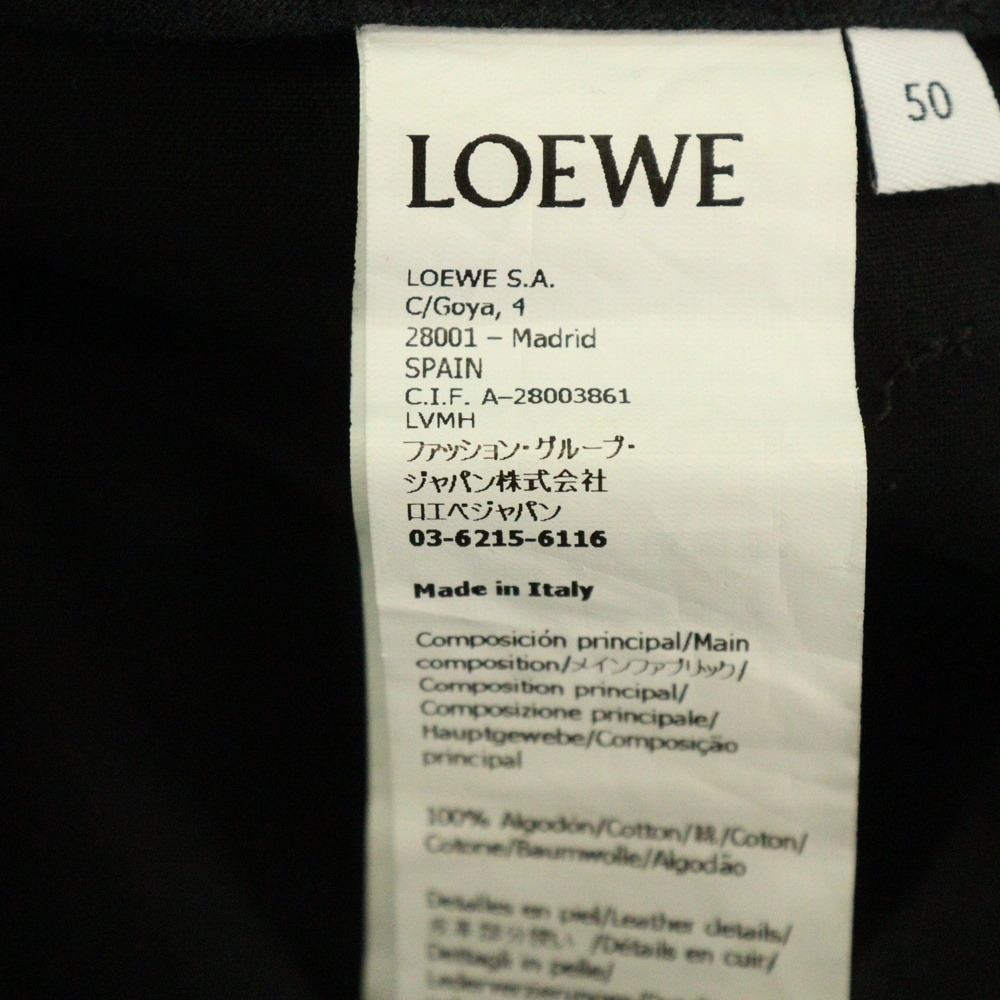 50
LOEWE
LOEWE S.A.
C/Goya, 4
28001 – Madrid
SPAIN
C.I.F. A–28003861
LVMH
ファッション・グループ・
ジャパン株式会社
ロエベジャパン
03-6215-6116
Made in Italy
Composición principal/Main
composition/メインファブリック/
Composition principal/
Composizione principale/
Hauptgewebe/Composição
principal
100% Algodón/Cotton/綿/Coton/
Cotone/Baumwolle/Algodão
Detalles en piel/Leather details/
/Détails en cuir/
Dettagli in pelle/